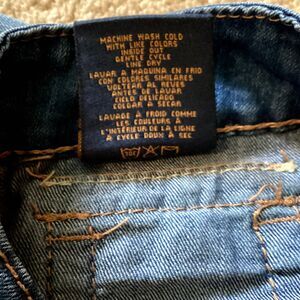 MACHINE WASH COLD
WITH LIKE COLORS
INSIDE OUT
GENTLE CYCLE
LINE DRY
LAVAR A MAQUINA EN FRIO
CON COLORES SIMILARES
VOLTEAR AL REVES
ANTES DE LAVAR
CICLO DELICADO
COLGAR A SECAR
LAVAGE A FROID COMME
LES COULEURS À
L'INTÉRIEUR DE LA LIGNE
A CYCLE DOUX À SEC